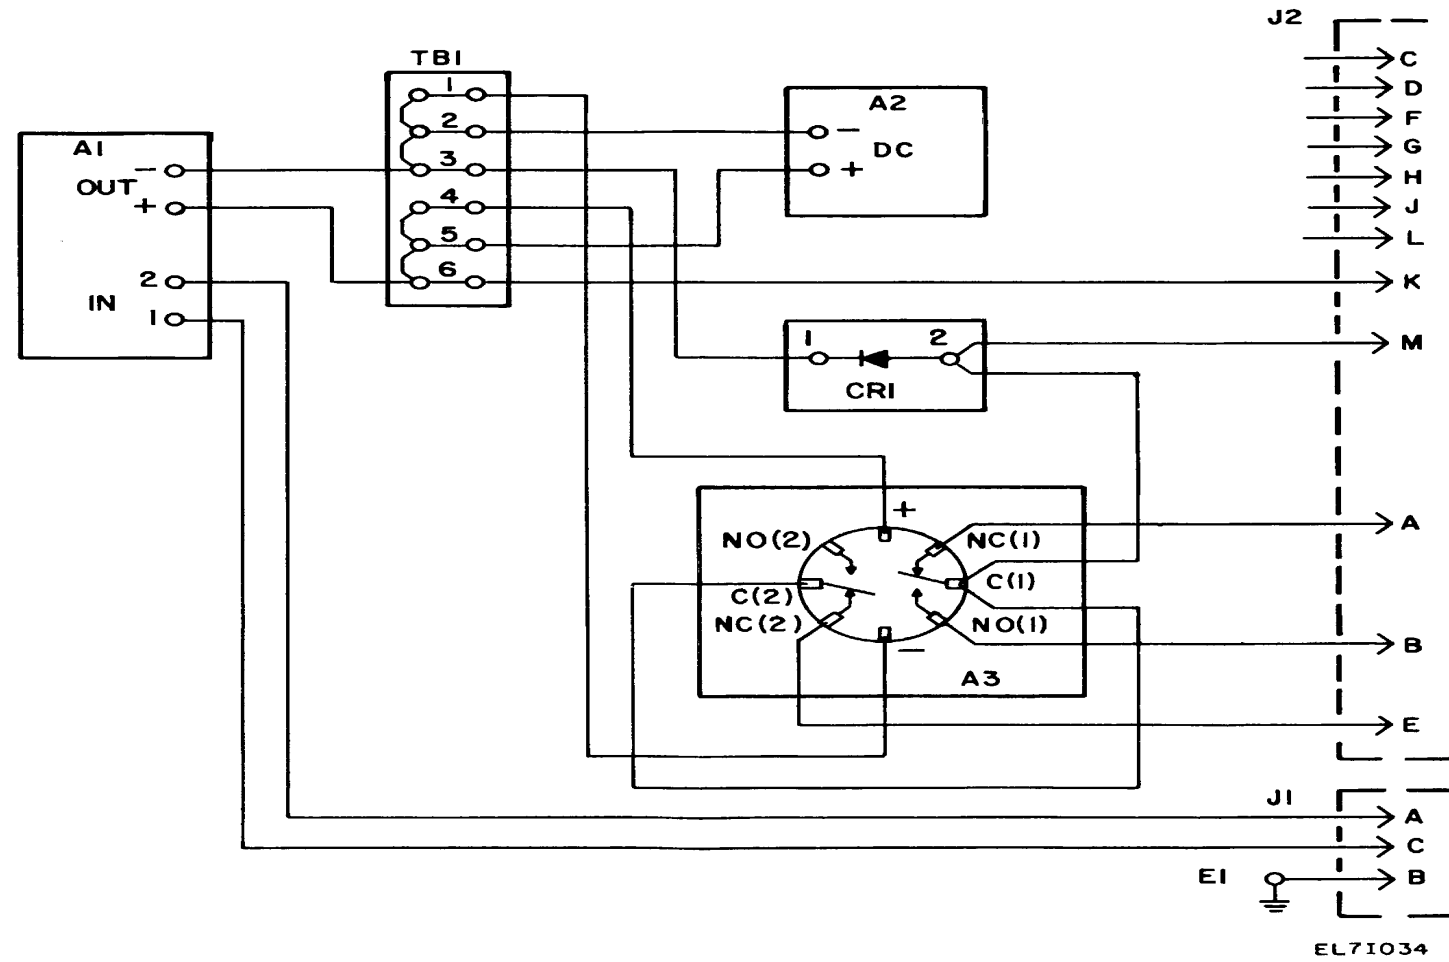 J2
TB1
C
1
D
A2
F
2
-
A1
DC
G
3
-
+
OUT
H
4
+
J
5
L
6
2
K
IN
1
1
2
M
CR1
+
A
NO(2)
NC(1)
C(1)
C(2)
NC(2)
NO(1)
-
B
A3
E
J1
A
C
E1
B
EL7I034